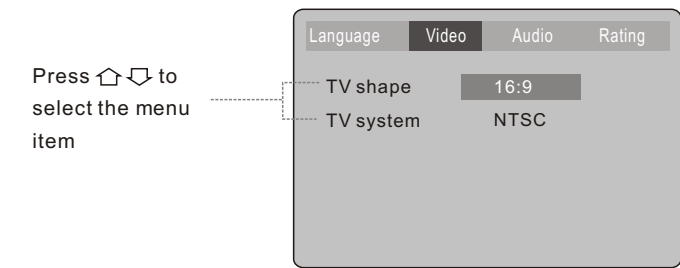 Language Video Audio Rating
Press ⇧ ⇩ to
select the menu
item
TV shape 16:9
TV system NTSC